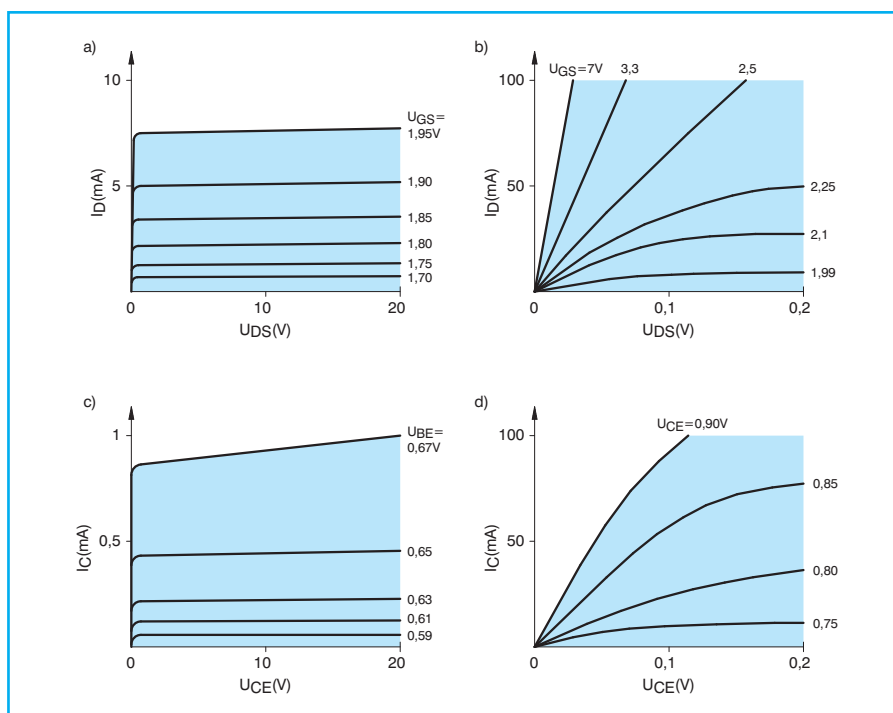 a)
10
5
0
10
20
I_D(mA)
U_DS(V)
U_GS=
1,95V
1,90
1,85
1,80
1,75
1,70
b)
U_GS=7V
3,3
2,5
100
50
0
0,1
0,2
I_D(mA)
U_DS(V)
2,25
2,1
1,99
c)
1
0,5
0
10
20
I_C(mA)
U_CE(V)
U_BE=
0,67V
0,65
0,63
0,61
0,59
d)
U_CE=0,90V
100
50
0
0,1
0,2
I_C(mA)
U_CE(V)
0,85
0,80
0,75